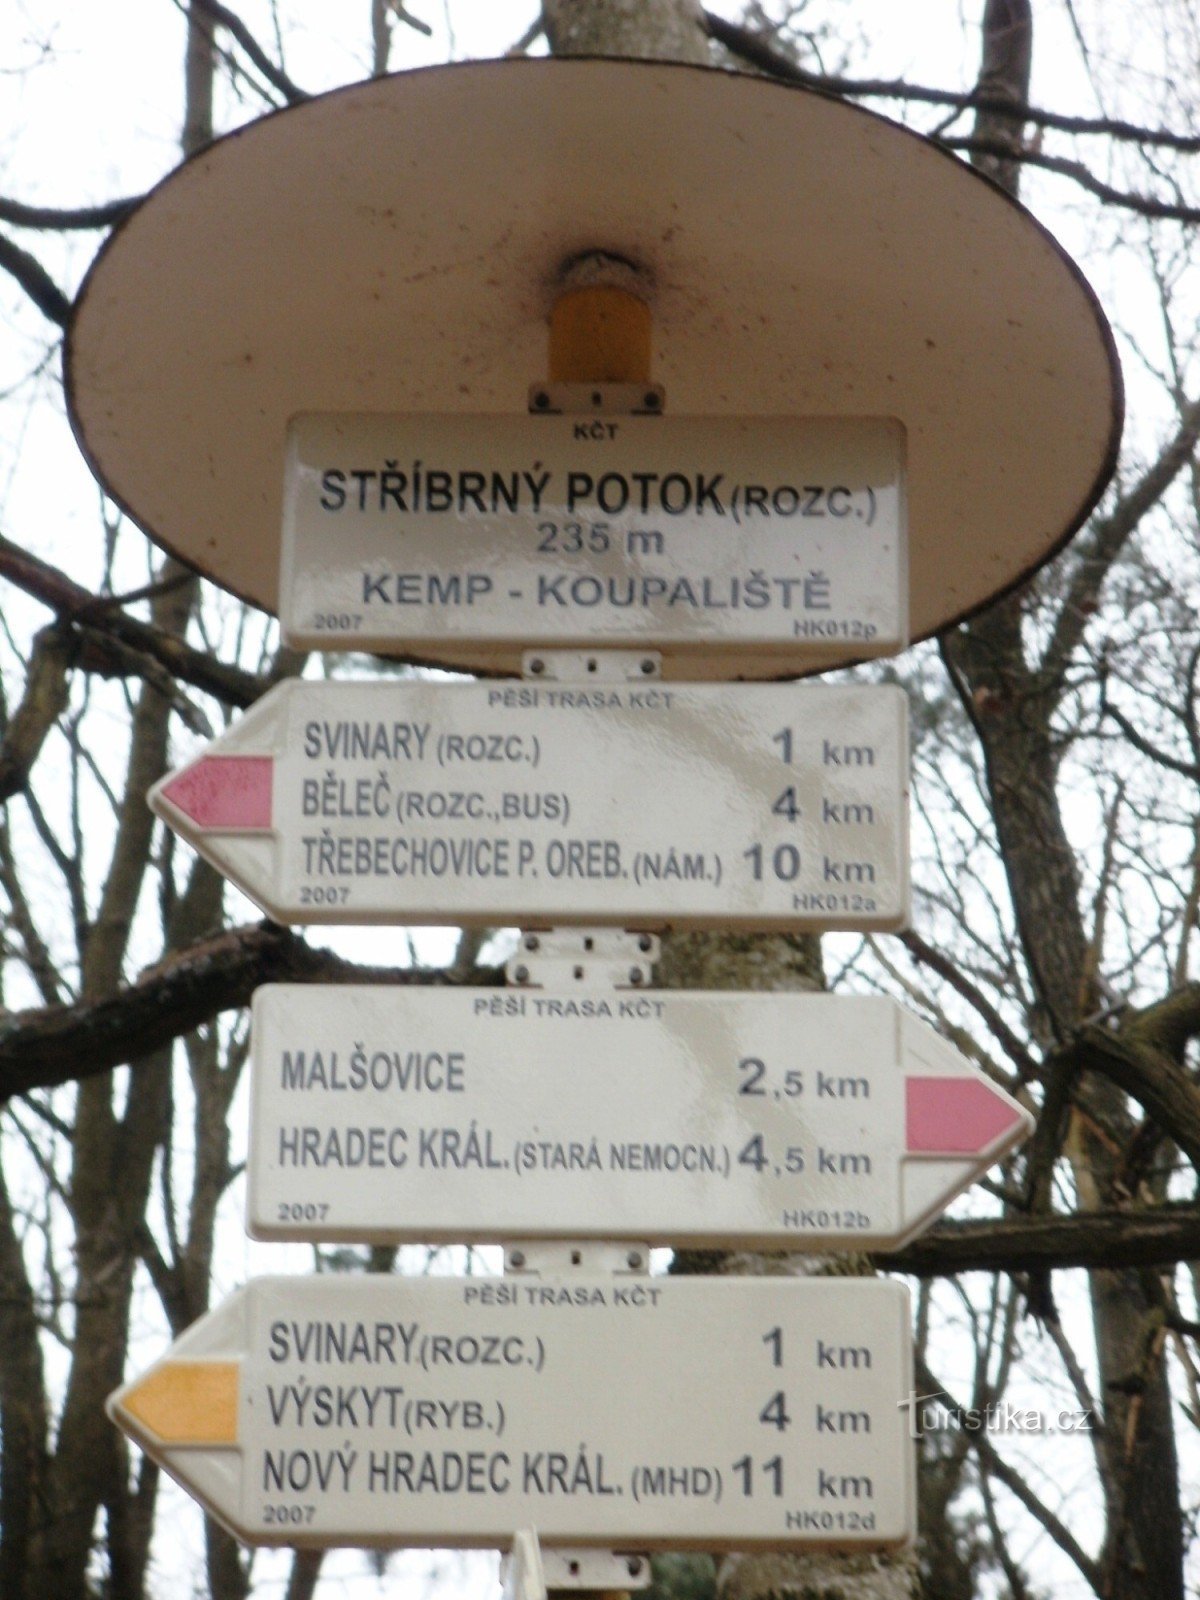 KČT
STŘÍBRNÝ POTOK (ROZC.)
235 m
KEMP - KOUPALIŠTĚ
2007 HK012p
PĚŠÍ TRASA KČT
SVINARY (ROZC.) 1 km
BĚLEČ (ROZC.,BUS) 4 km
TŘEBECHOVICE P. OREB. (NÁM.) 10 km
2007 HK012a
PĚŠÍ TRASA KČT
MALŠOVICE 2,5 km
HRADEC KRÁL. (STARÁ NEMOCN.) 4,5 km
2007 HK012b
PĚŠÍ TRASA KČT
SVINARY (ROZC.) 1 km
VÝSKYT (RYB.) 4 km
NOVÝ HRADEC KRÁL. (MHD) 11 km
2007 HK012d
Turistika.cz